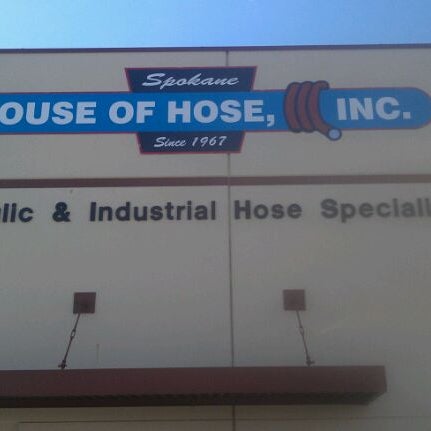 Spokane
OUSE OF HOSE, INC.
Since 1967
lic & Industrial Hose Speciali